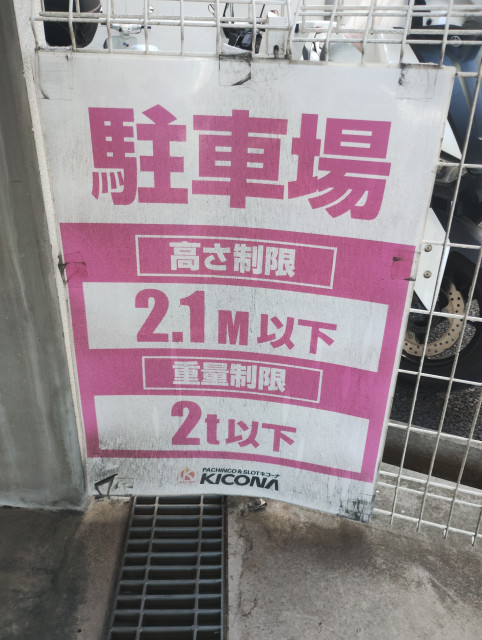 駐車場
高さ制限
2.1M以下
重量制限
2t以下
PACHINCO & SLOT キコーナ
KICONA